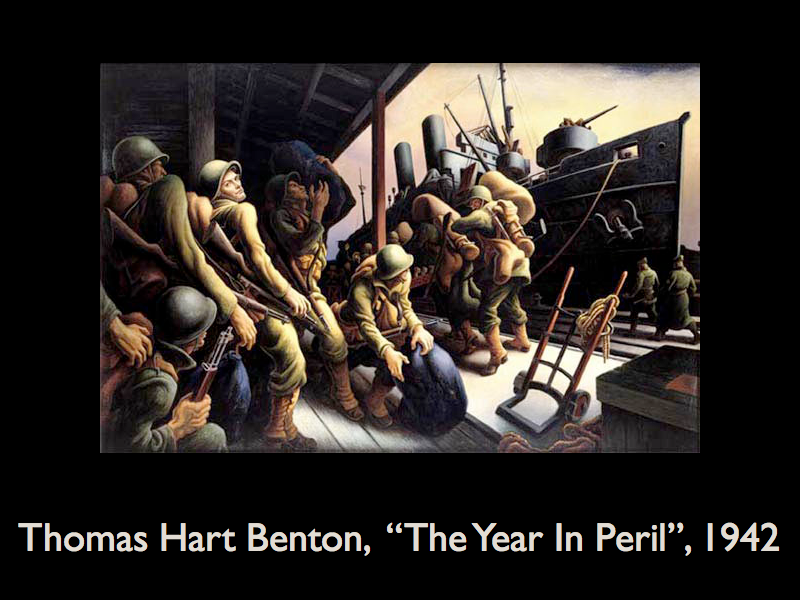 Thomas Hart Benton, “The Year In Peril”, 1942